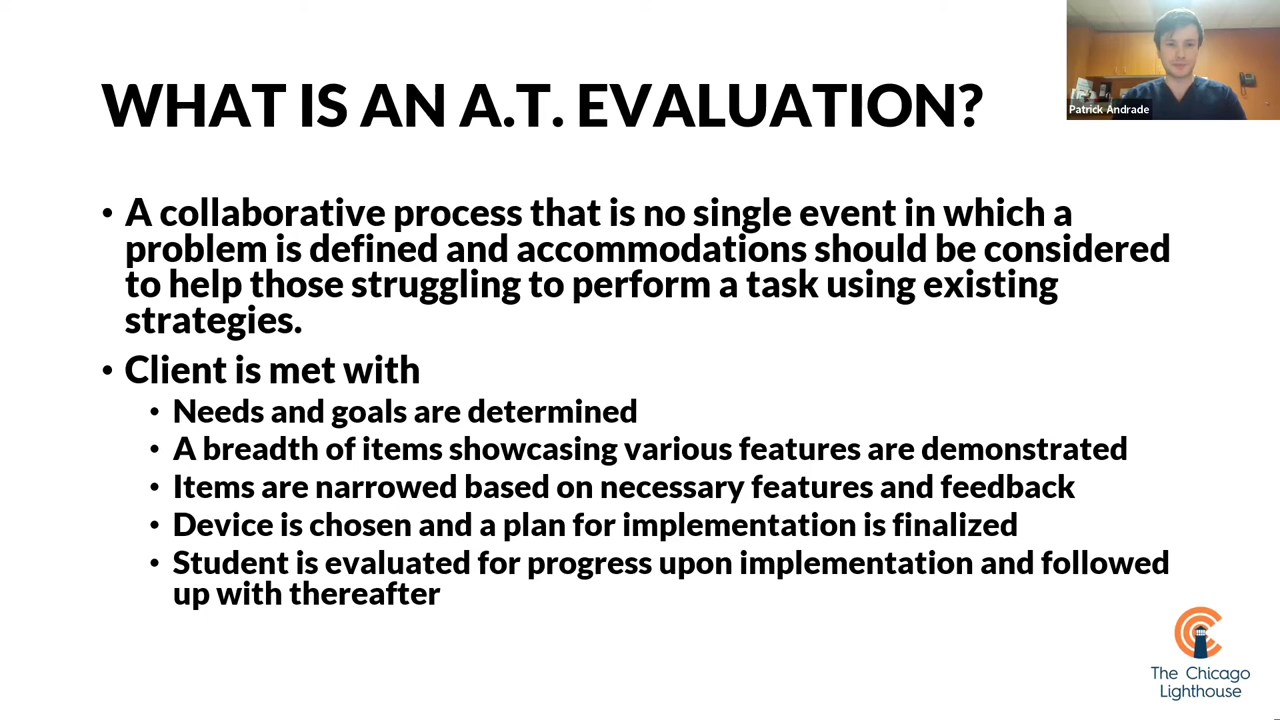 WHAT IS AN A.T. EVALUATION?
Patrick Andrade
• A collaborative process that is no single event in which a
problem is defined and accommodations should be considered
to help those struggling to perform a task using existing
strategies.
• Client is met with
• Needs and goals are determined
• A breadth of items showcasing various features are demonstrated
• Items are narrowed based on necessary features and feedback
• Device is chosen and a plan for implementation is finalized
• Student is evaluated for progress upon implementation and followed
up with thereafter
The Chicago
Lighthouse